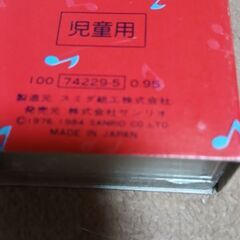 児童用
100 74229-5 0.95
製造元 スミダ紙工株式会社
発売元 株式会社サンリオ
©1976, 1984 SANRIO CO., LTD.
MADE IN JAPAN